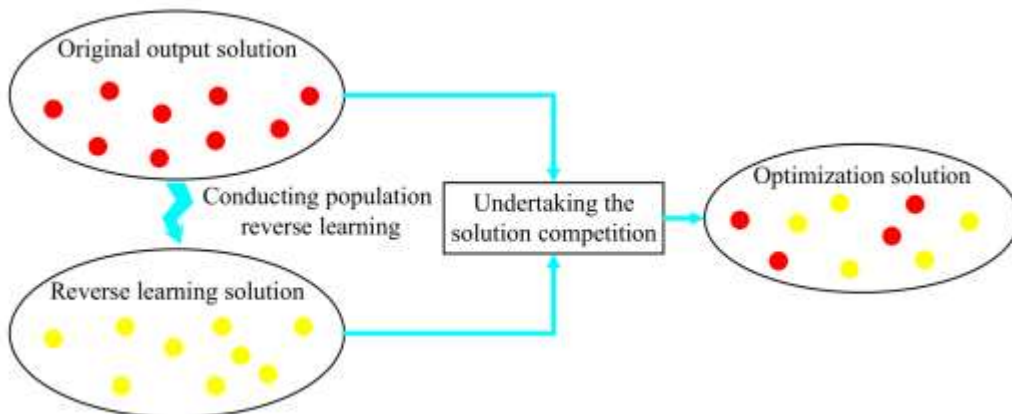 Original output solution
Conducting population
reverse learning
Undertaking the
solution competition
Optimization solution
Reverse learning solution